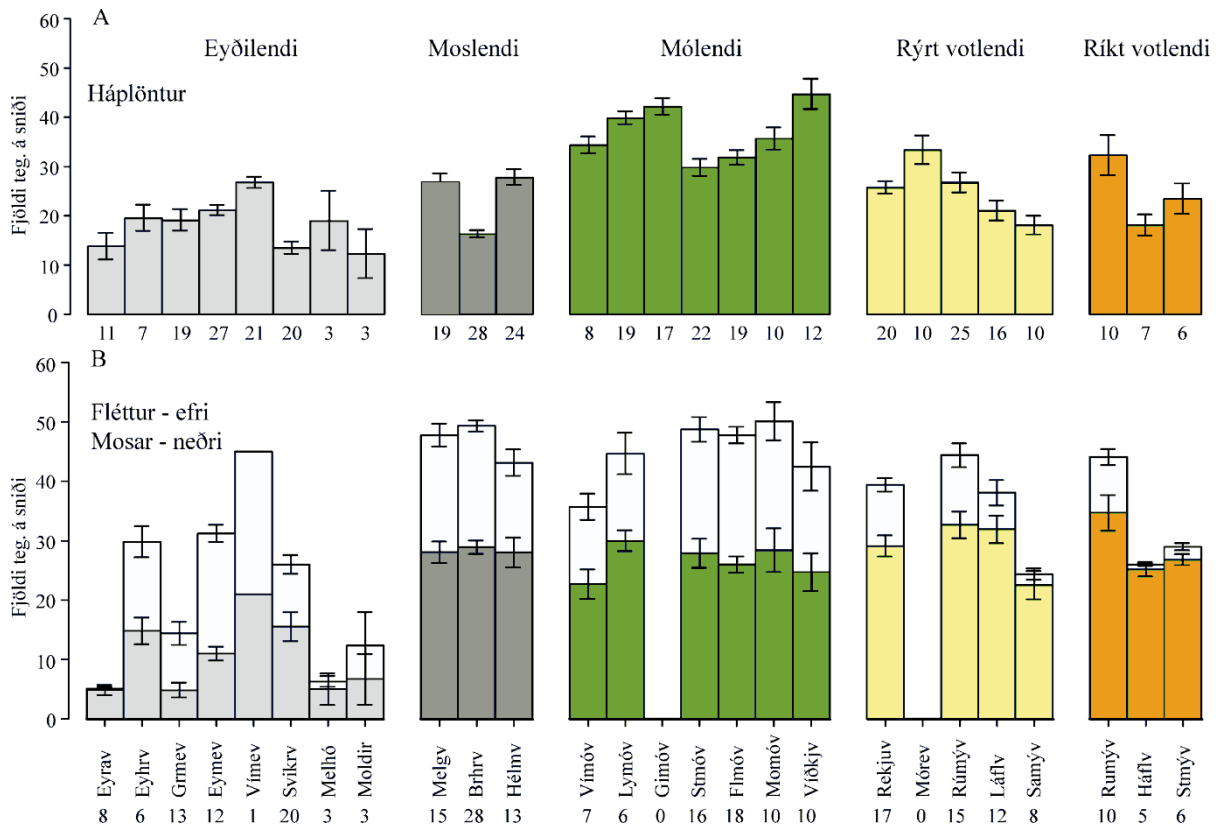 A
60
50
40
30
20
10
0
Fjöldi teg. á sniði
Eyðilendi Moslendi Mólendi Rýrt votlendi Ríkt votlendi
Háplöntur
11 7 19 27 21 20 3 3 19 28 24 8 19 17 22 19 10 12 20 10 25 16 10 10 7 6
B
60
50
40
30
20
10
0
Fjöldi teg. á sniði
Fléttur - efri
Mosar - neðri
Eyrav Eyhrv Grmev Eymev Vímev Svikrv Melhó Moldir Melgv Brhrv Hélmv Vimóv Lymóv Gimóv Stmóv Flmóv Momóv Víðkjv Rekjuv Mórev Rúmýv Láflv Samýv Rumýv Háflv Stmýv
8 6 13 12 1 20 3 3 15 28 13 7 6 0 16 18 10 10 17 0 15 12 8 10 5 6